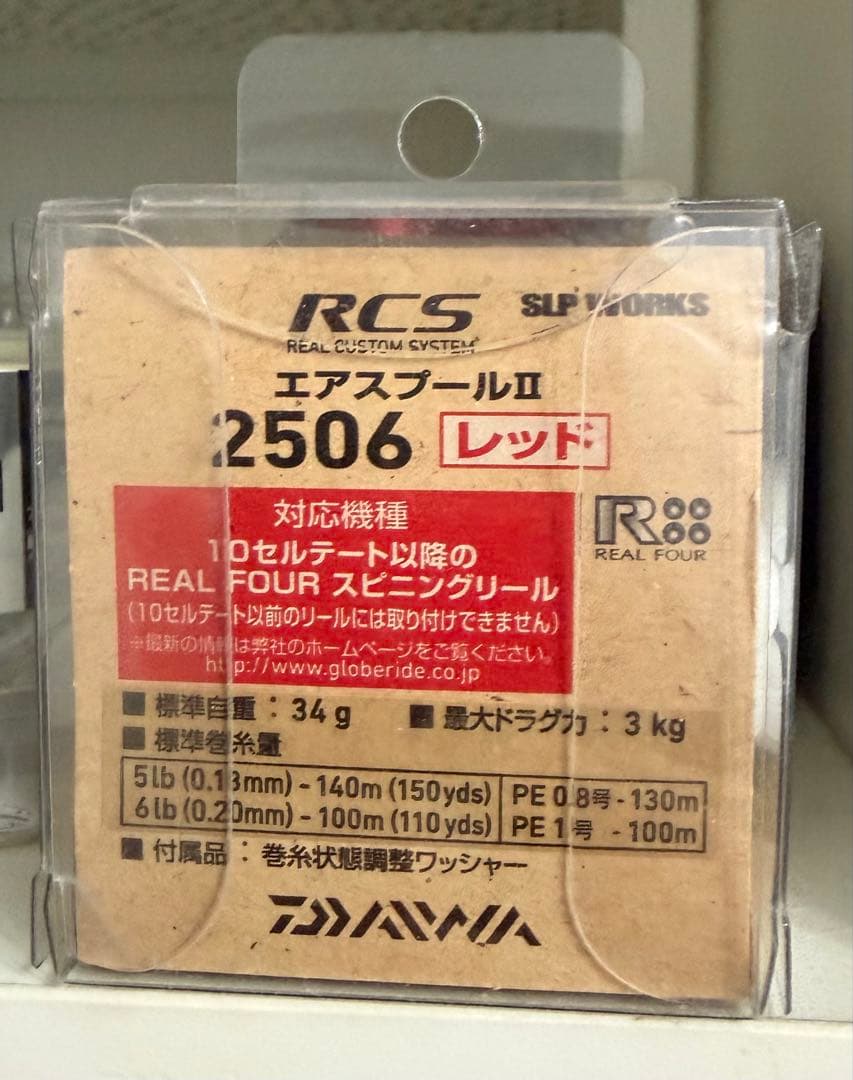 RCS
REAL CUSTOM SYSTEM
SLP WORKS
エアスプールⅡ
2506 レッド
対応機種
10セルテート以降の
REAL FOUR スピニングリール
(10セルテート以前のリールには取り付けできません)
※最新の情報は弊社のホームページをご覧ください。
http://www.globeride.co.jp
R
REAL FOUR
■ 標準自重：34g ■ 最大ドラグ力：3kg
■ 標準巻糸量
5lb (0.18mm) - 140m (150yds) PE 0.8号 - 130m
6lb (0.20mm) - 100m (110yds) PE 1号 - 100m
■ 付属品：巻糸状態調整ワッシャー
DAIWA